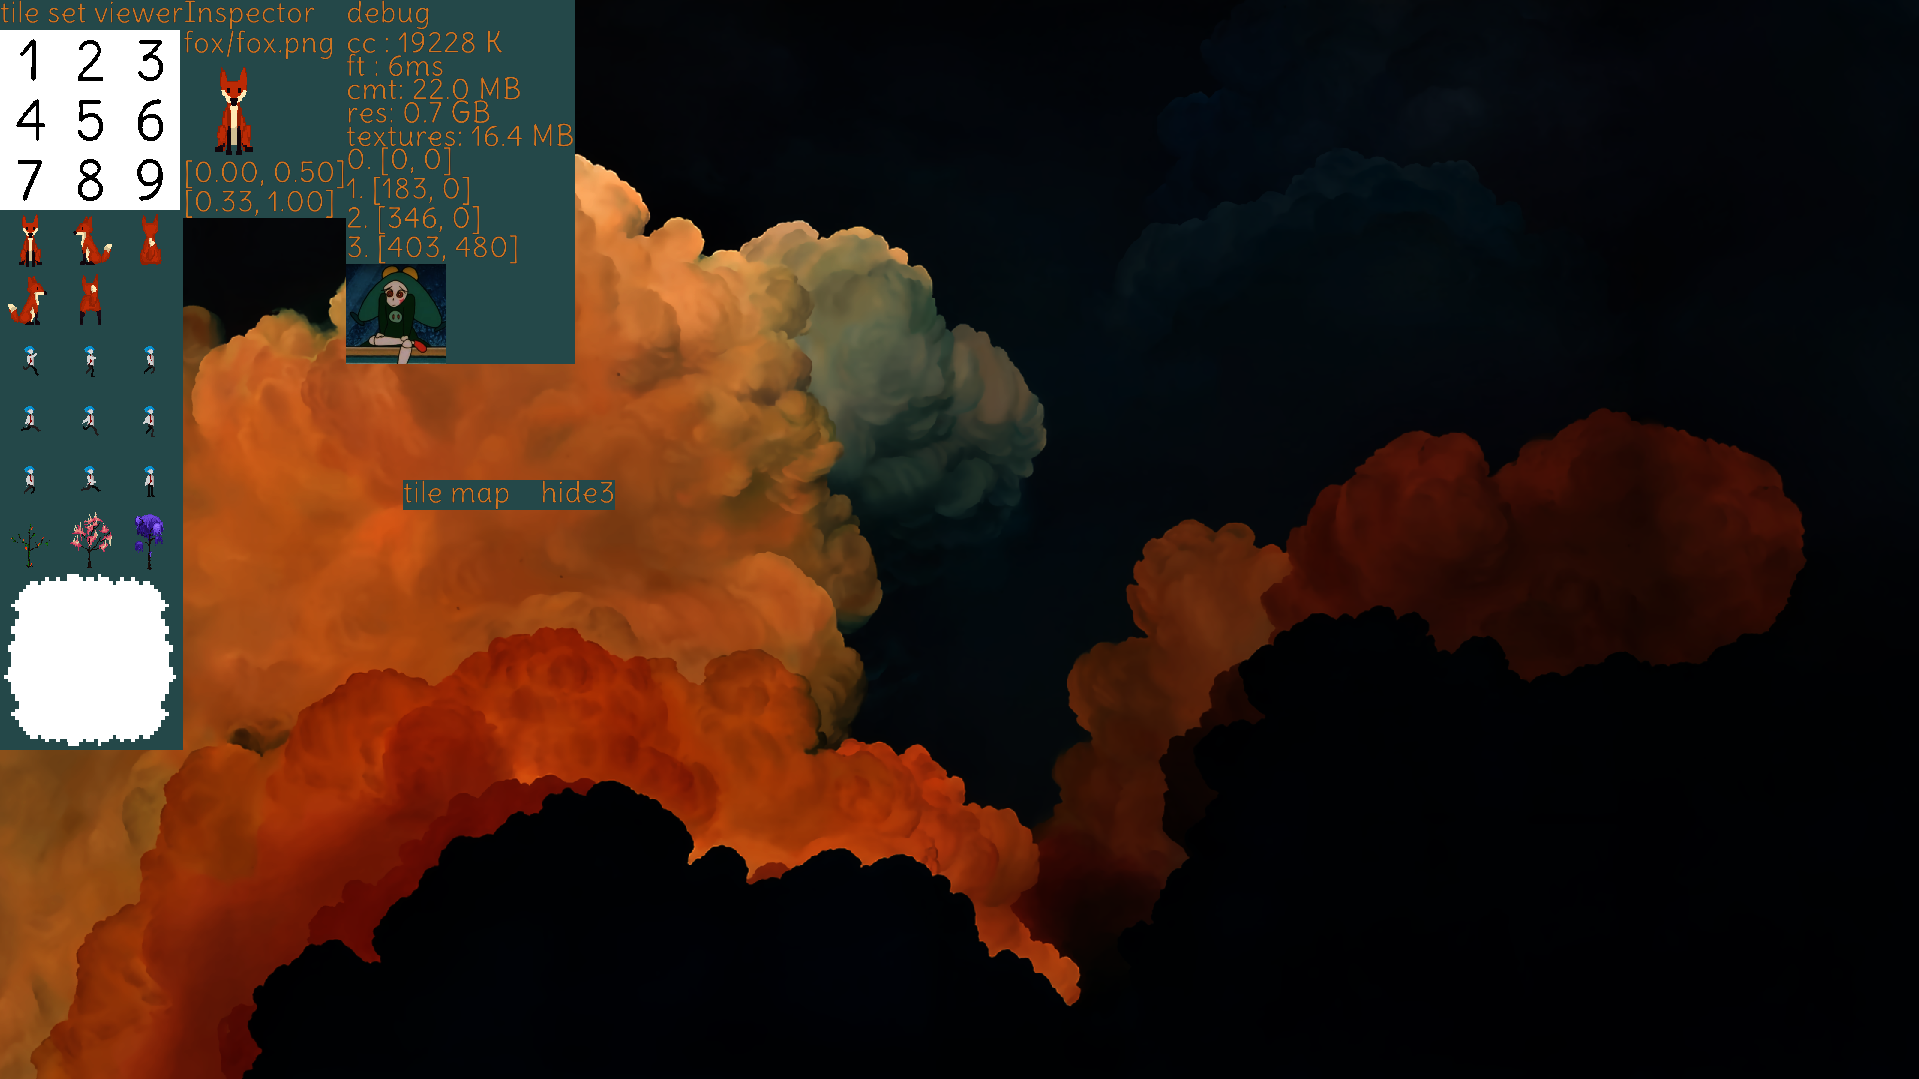 tile set viewer
1 2 3
4 5 6
7 8 9
Inspector
fox/fox.png
[0.00, 0.50]
[0.33, 1.00]
debug
cc : 19228 K
ft : 6ms
cmt: 22.0 MB
res: 0.7 GB
textures: 16.4 MB
0. [0, 0]
1. [183, 0]
2. [346, 0]
3. [403, 480]
tile map hide3